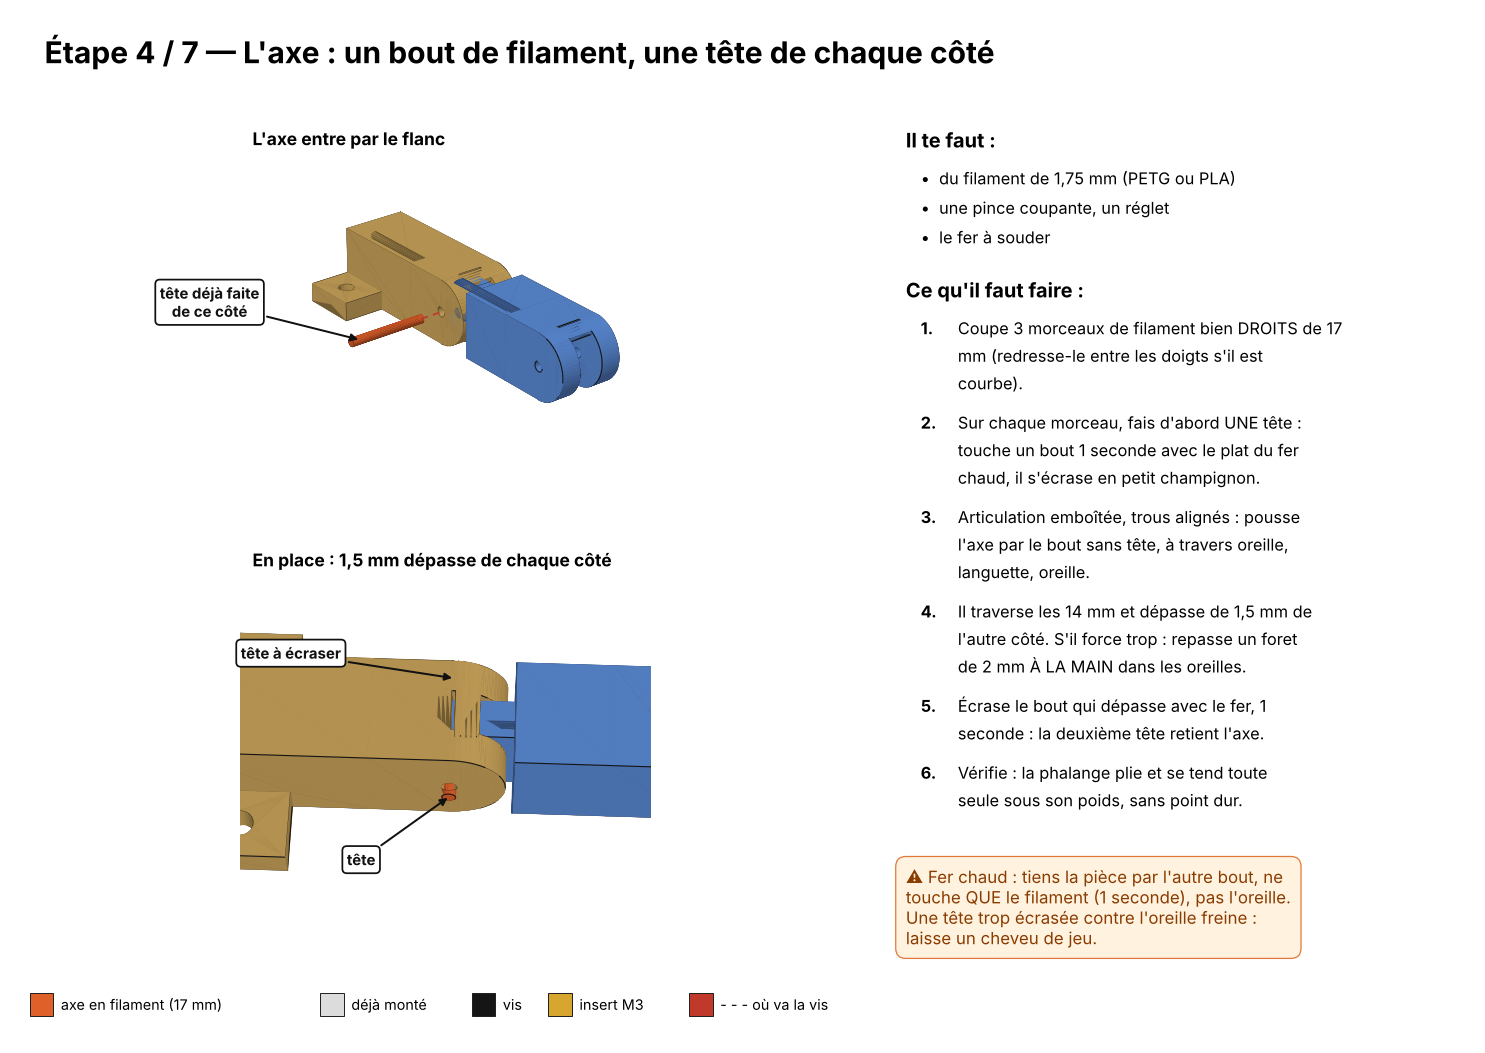 Étape 4 / 7 — L'axe : un bout de filament, une tête de chaque côté
L'axe entre par le flanc
tête déjà faite
de ce côté
En place : 1,5 mm dépasse de chaque côté
tête à écraser
tête
Il te faut :
• du filament de 1,75 mm (PETG ou PLA)
• une pince coupante, un réglet
• le fer à souder
Ce qu'il faut faire :
1. Coupe 3 morceaux de filament bien DROITS de 17
mm (redresse-le entre les doigts s'il est
courbe).
2. Sur chaque morceau, fais d'abord UNE tête :
touche un bout 1 seconde avec le plat du fer
chaud, il s'écrase en petit champignon.
3. Articulation emboîtée, trous alignés : pousse
l'axe par le bout sans tête, à travers oreille,
languette, oreille.
4. Il traverse les 14 mm et dépasse de 1,5 mm de
l'autre côté. S'il force trop : repasse un foret
de 2 mm À LA MAIN dans les oreilles.
5. Écrase le bout qui dépasse avec le fer, 1
seconde : la deuxième tête retient l'axe.
6. Vérifie : la phalange plie et se tend toute
seule sous son poids, sans point dur.
⚠ Fer chaud : tiens la pièce par l'autre bout, ne
touche QUE le filament (1 seconde), pas l'oreille.
Une tête trop écrasée contre l'oreille freine :
laisse un cheveu de jeu.
axe en filament (17 mm)
déjà monté
vis
insert M3
- - - où va la vis